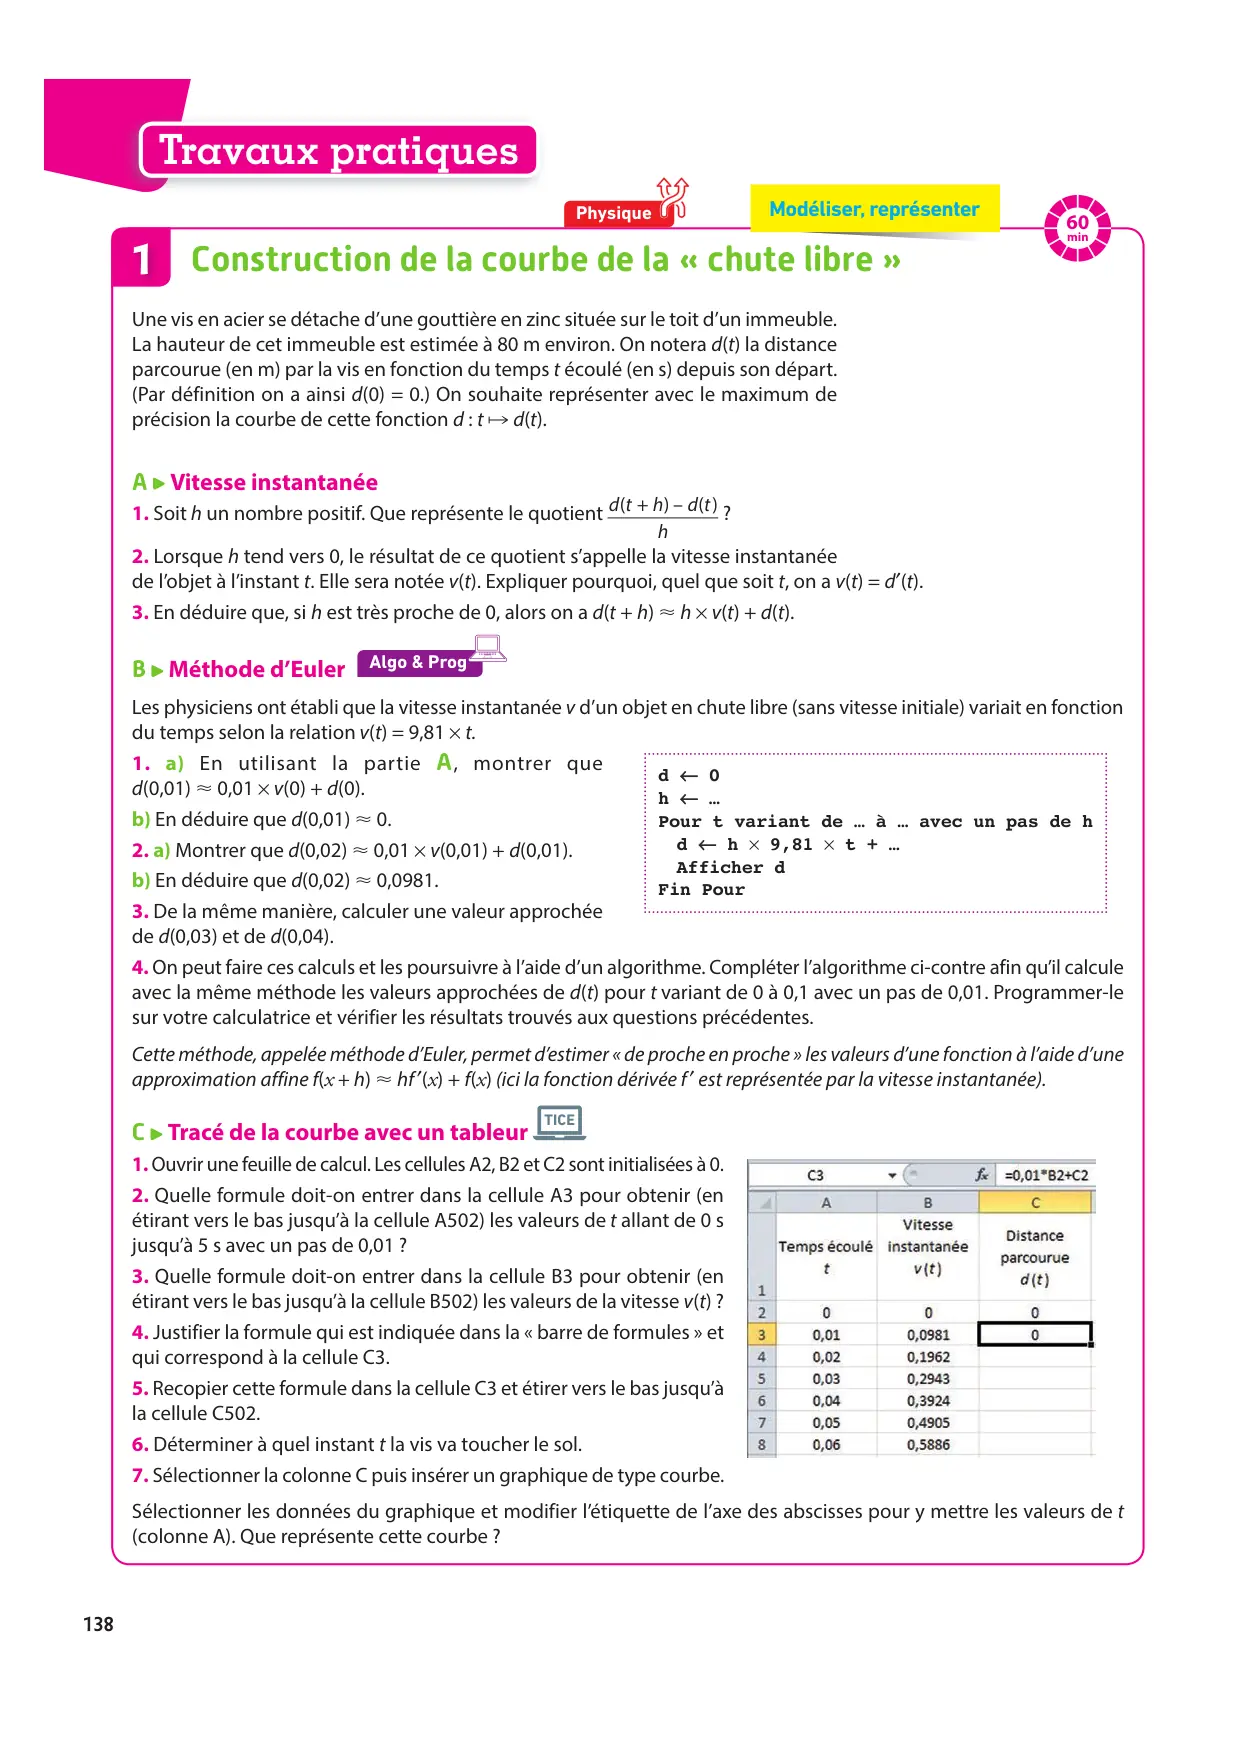 Travaux pratiques
Physique
Modéliser, représenter
60
min
1
Construction de la courbe de la « chute libre »
Une vis en acier se détache d’une gouttière en zinc située sur le toit d’un immeuble.
La hauteur de cet immeuble est estimée à 80 m environ. On notera d(t) la distance
parcourue (en m) par la vis en fonction du temps t écoulé (en s) depuis son départ.
(Par définition on a ainsi d(0) = 0.) On souhaite représenter avec le maximum de
précision la courbe de cette fonction d : t ↦ d(t).
A ▶ Vitesse instantanée
1. Soit h un nombre positif. Que représente le quotient d(t + h) – d(t) / h ?
2. Lorsque h tend vers 0, le résultat de ce quotient s’appelle la vitesse instantanée
de l’objet à l’instant t. Elle sera notée v(t). Expliquer pourquoi, quel que soit t, on a v(t) = d′(t).
3. En déduire que, si h est très proche de 0, alors on a d(t + h) ≈ h × v(t) + d(t).
B ▶ Méthode d’Euler
Algo & Prog
Les physiciens ont établi que la vitesse instantanée v d’un objet en chute libre (sans vitesse initiale) variait en fonction
du temps selon la relation v(t) = 9,81 × t.
1. a) En utilisant la partie A, montrer que
d(0,01) ≈ 0,01 × v(0) + d(0).
b) En déduire que d(0,01) ≈ 0.
2. a) Montrer que d(0,02) ≈ 0,01 × v(0,01) + d(0,01).
b) En déduire que d(0,02) ≈ 0,0981.
3. De la même manière, calculer une valeur approchée
de d(0,03) et de d(0,04).
d ← 0
h ← …
Pour t variant de … à … avec un pas de h
d ← h × 9,81 × t + …
Afficher d
Fin Pour
4. On peut faire ces calculs et les poursuivre à l’aide d’un algorithme. Compléter l’algorithme ci-contre afin qu’il calcule
avec la même méthode les valeurs approchées de d(t) pour t variant de 0 à 0,1 avec un pas de 0,01. Programmer-le
sur votre calculatrice et vérifier les résultats trouvés aux questions précédentes.
Cette méthode, appelée méthode d’Euler, permet d’estimer « de proche en proche » les valeurs d’une fonction à l’aide d’une
approximation affine f(x + h) ≈ hf′(x) + f(x) (ici la fonction dérivée f′ est représentée par la vitesse instantanée).
C ▶ Tracé de la courbe avec un tableur
TICE
1. Ouvrir une feuille de calcul. Les cellules A2, B2 et C2 sont initialisées à 0.
2. Quelle formule doit-on entrer dans la cellule A3 pour obtenir (en
étirant vers le bas jusqu’à la cellule A502) les valeurs de t allant de 0 s
jusqu’à 5 s avec un pas de 0,01 ?
3. Quelle formule doit-on entrer dans la cellule B3 pour obtenir (en
étirant vers le bas jusqu’à la cellule B502) les valeurs de la vitesse v(t) ?
4. Justifier la formule qui est indiquée dans la « barre de formules » et
qui correspond à la cellule C3.
5. Recopier cette formule dans la cellule C3 et étirer vers le bas jusqu’à
la cellule C502.
6. Déterminer à quel instant t la vis va toucher le sol.
7. Sélectionner la colonne C puis insérer un graphique de type courbe.
C3 fx =0,01*B2+C2
A B C
1 Temps écoulé t Vitesse instantanée v(t) Distance parcourue d(t)
2 0 0 0
3 0,01 0,0981 0
4 0,02 0,1962
5 0,03 0,2943
6 0,04 0,3924
7 0,05 0,4905
8 0,06 0,5886
Sélectionner les données du graphique et modifier l’étiquette de l’axe des abscisses pour y mettre les valeurs de t
(colonne A). Que représente cette courbe ?
138